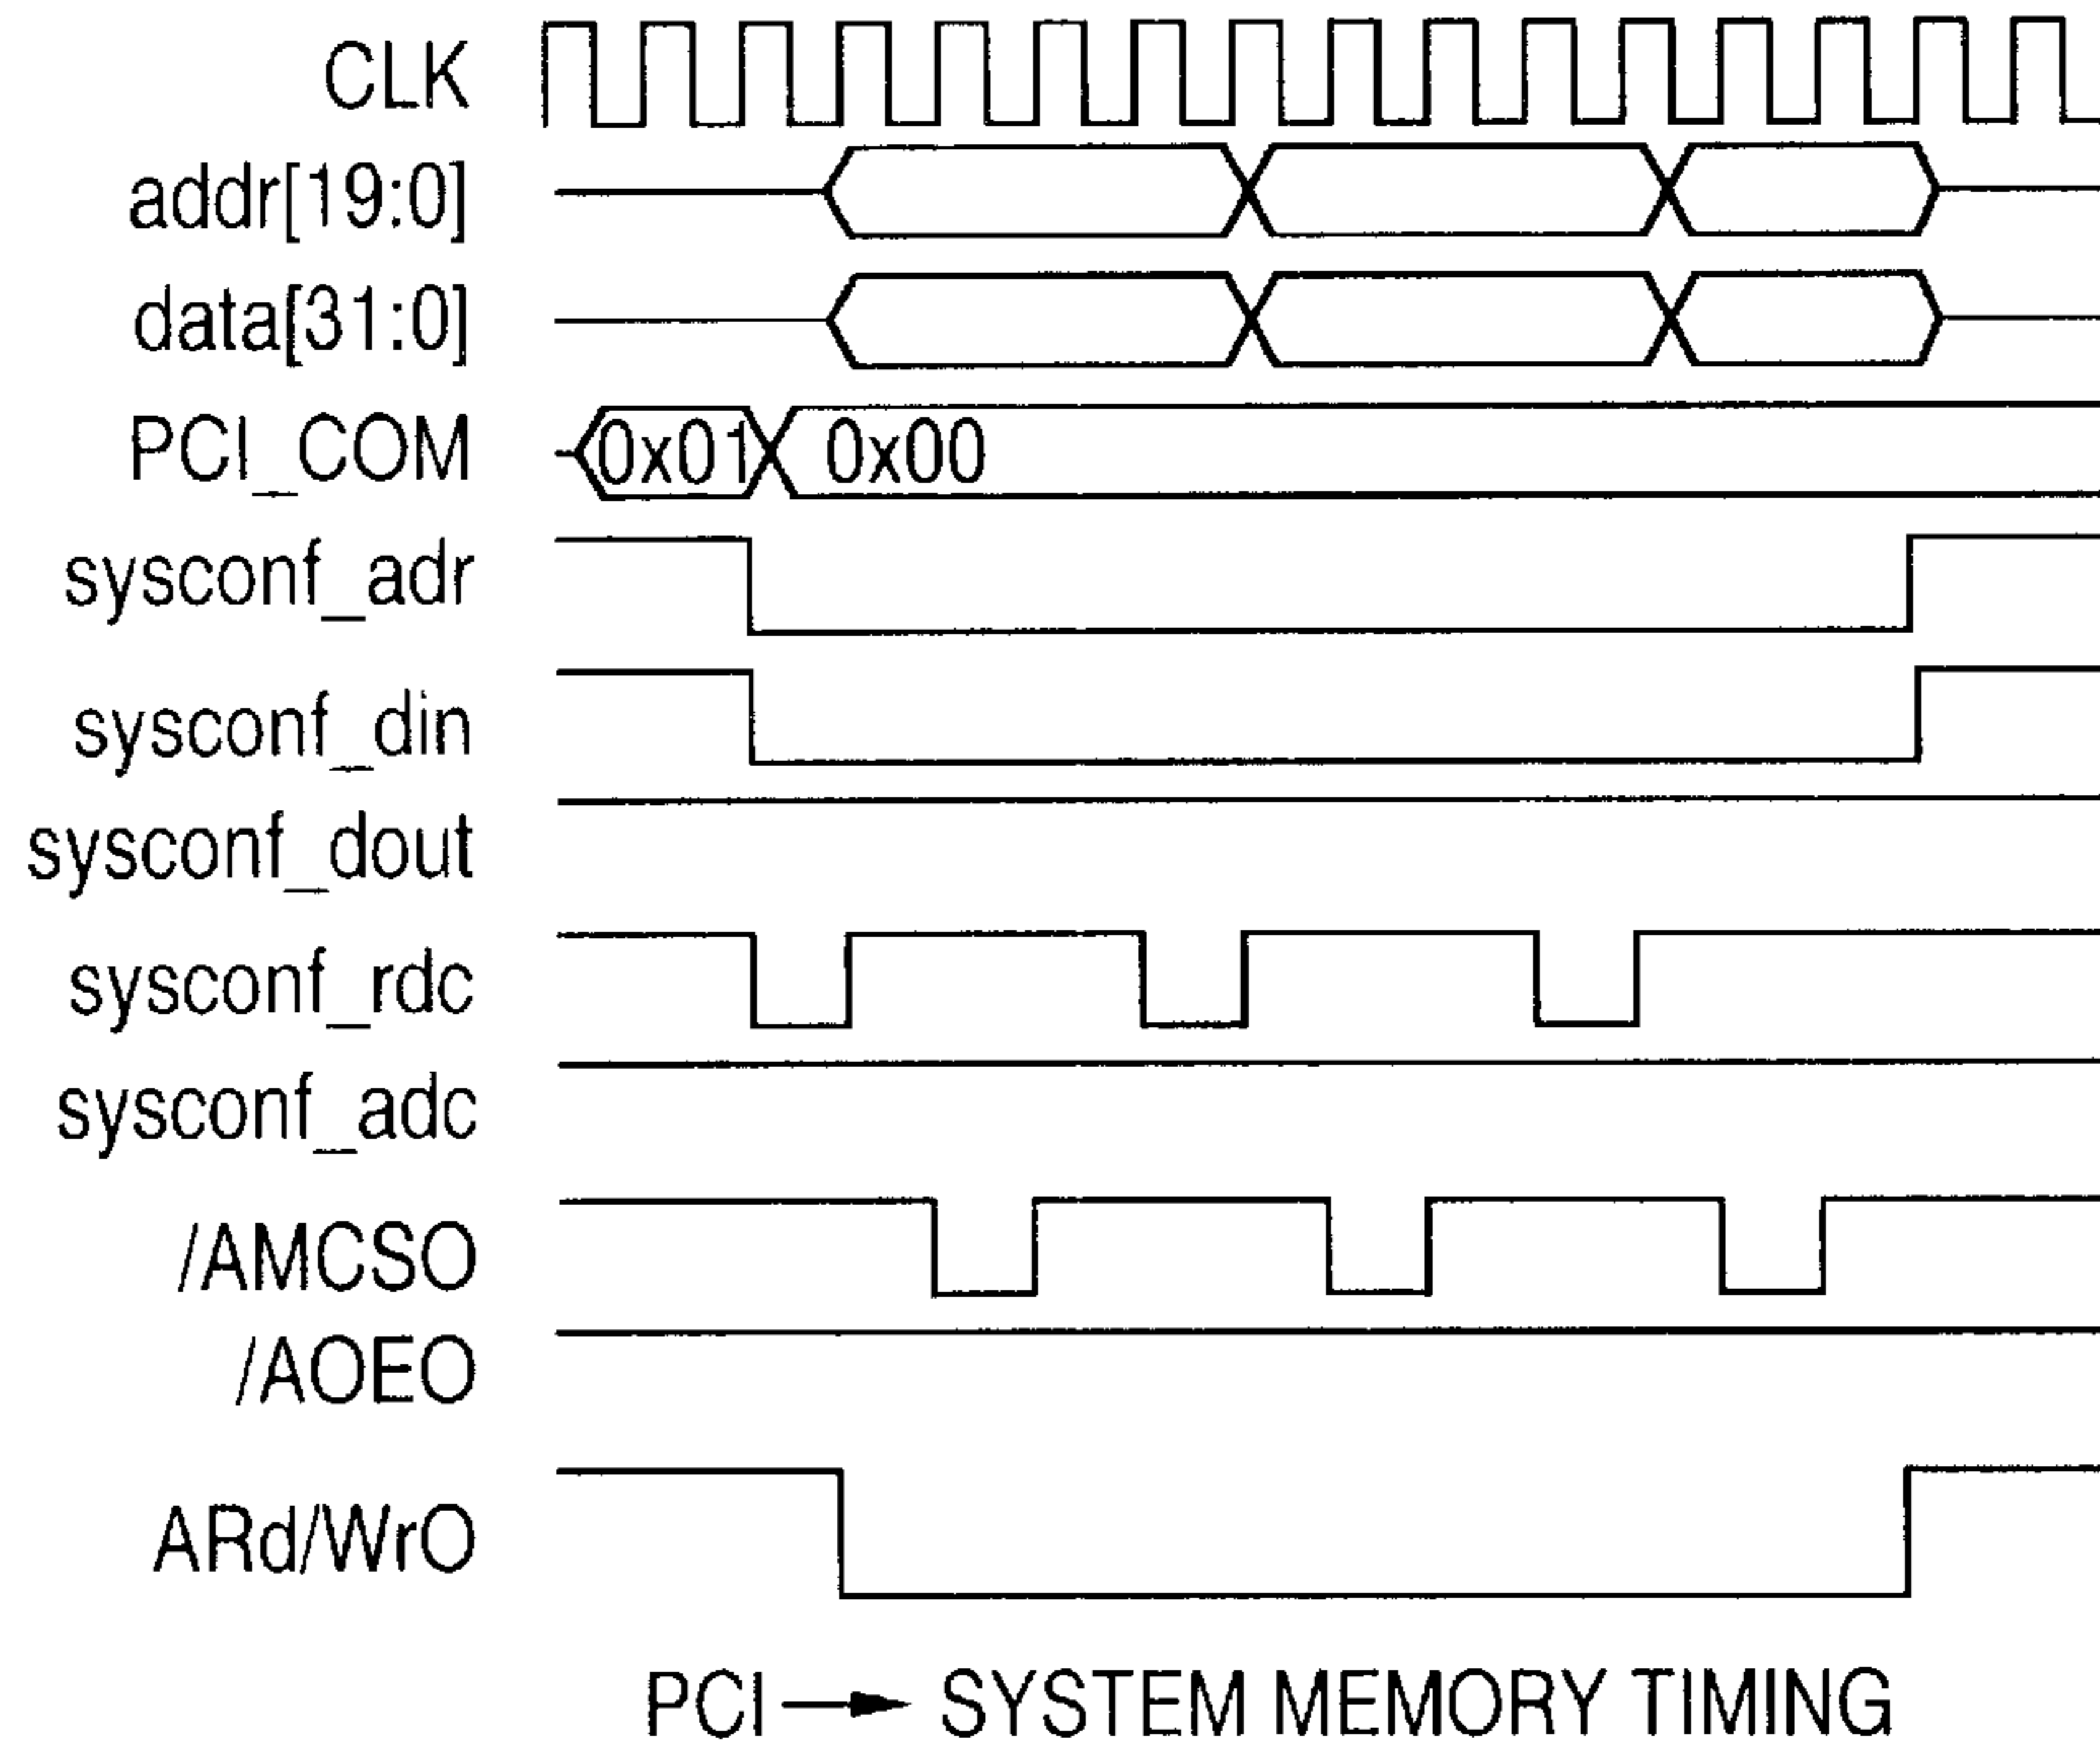 CLK
addr[19:0]
data[31:0]
PCI_COM 0x01 0x00
sysconf_adr
sysconf_din
sysconf_dout
sysconf_rdc
sysconf_adc
/AMCSO
/AOEO
ARd/WrO
PCI → SYSTEM MEMORY TIMING